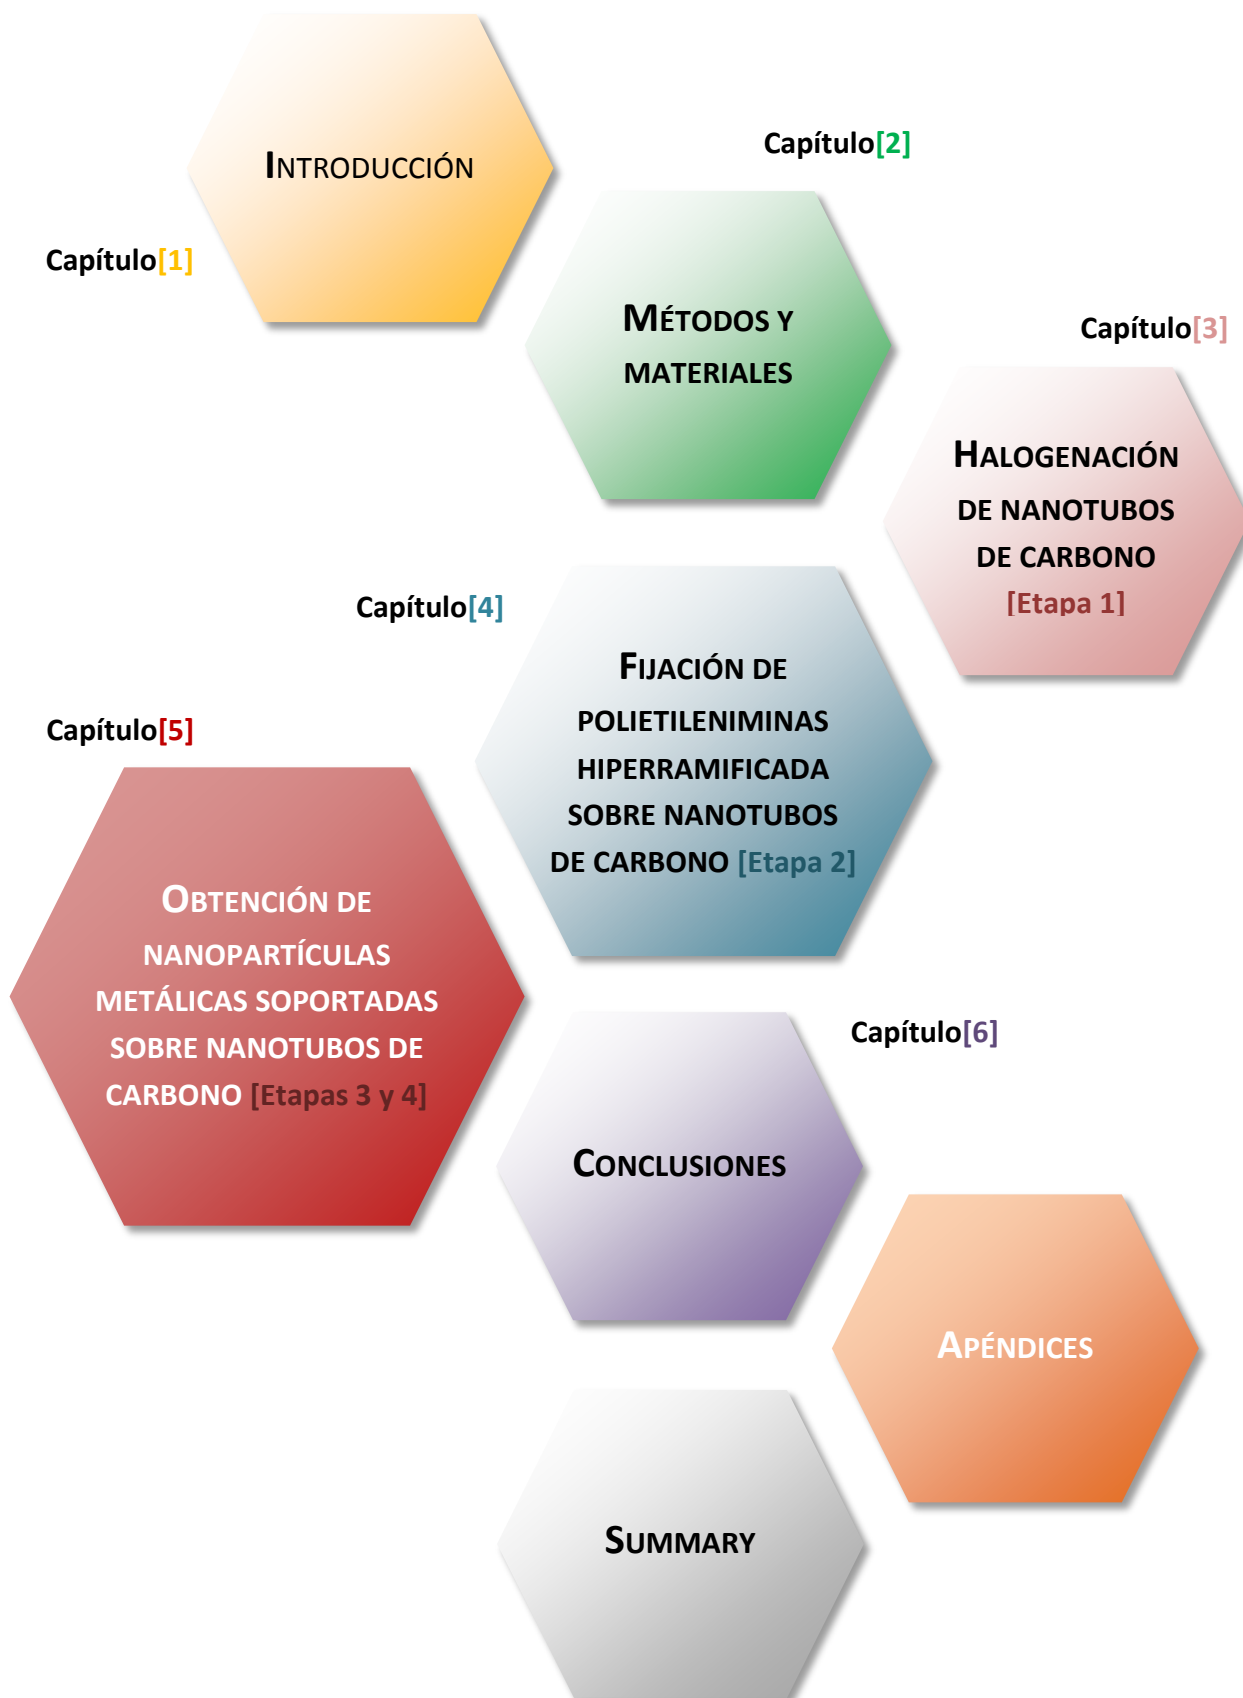 INTRODUCCIÓN
Capítulo[1]
Capítulo[2]
MÉTODOS Y
MATERIALES
Capítulo[3]
HALOGENACIÓN
DE NANOTUBOS
DE CARBONO
[Etapa 1]
Capítulo[4]
FIJACIÓN DE
POLIETILENIMINAS
HIPERRAMIFICADA
SOBRE NANOTUBOS
DE CARBONO [Etapa 2]
Capítulo[5]
OBTENCIÓN DE
NANOPARTÍCULAS
METÁLICAS SOPORTADAS
SOBRE NANOTUBOS DE
CARBONO [Etapas 3 y 4]
Capítulo[6]
CONCLUSIONES
APÉNDICES
SUMMARY